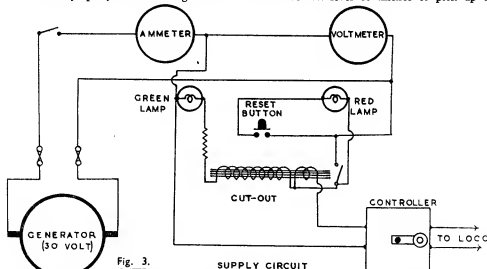 AMMETER
VOLTMETER
GREEN
LAMP
RESET
BUTTON
RED
LAMP
CUT-OUT
CONTROLLER
GENERATOR
(30 VOLT)
TO LOCO
Fig. 3.
SUPPLY CIRCUIT